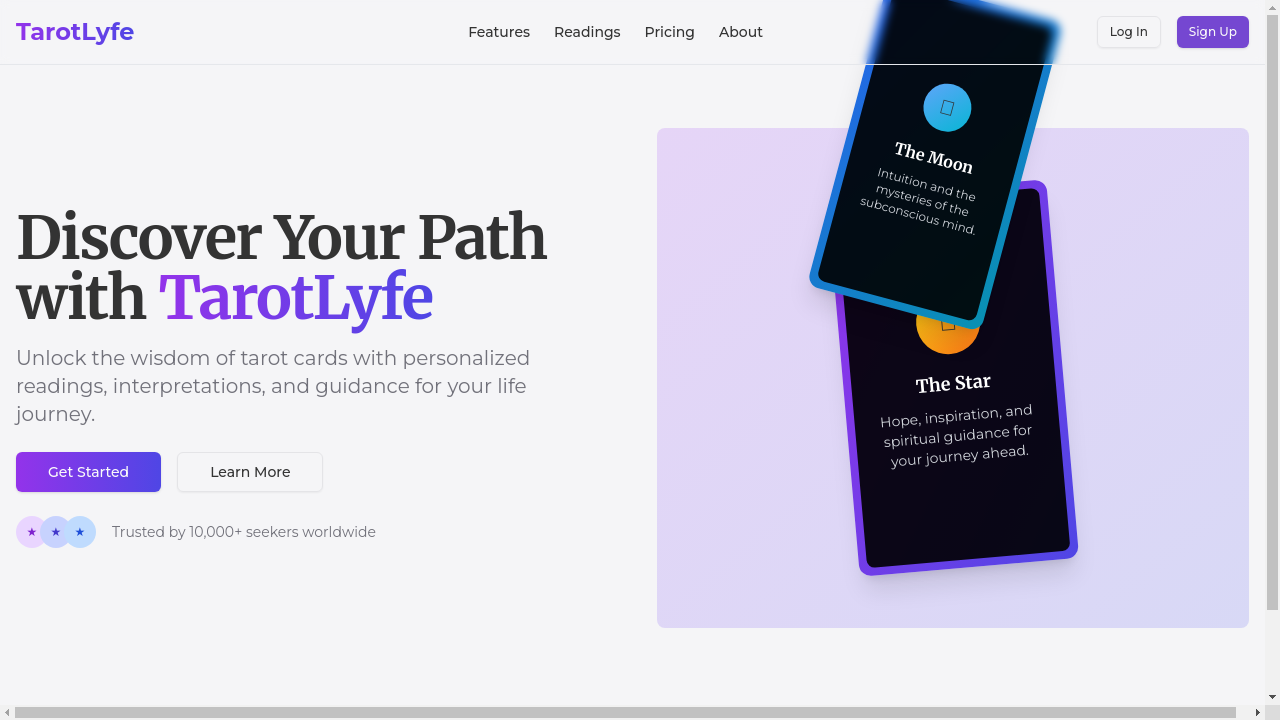 TarotLyfe
Features
Readings
Pricing
About
Log In
Sign Up
Discover Your Path
with TarotLyfe
Unlock the wisdom of tarot cards with personalized
readings, interpretations, and guidance for your life
journey.
Get Started
Learn More
★ ★ ★
Trusted by 10,000+ seekers worldwide
The Moon
Intuition and the
mysteries of the
subconscious mind.
The Star
Hope, inspiration, and
spiritual guidance for
your journey ahead.